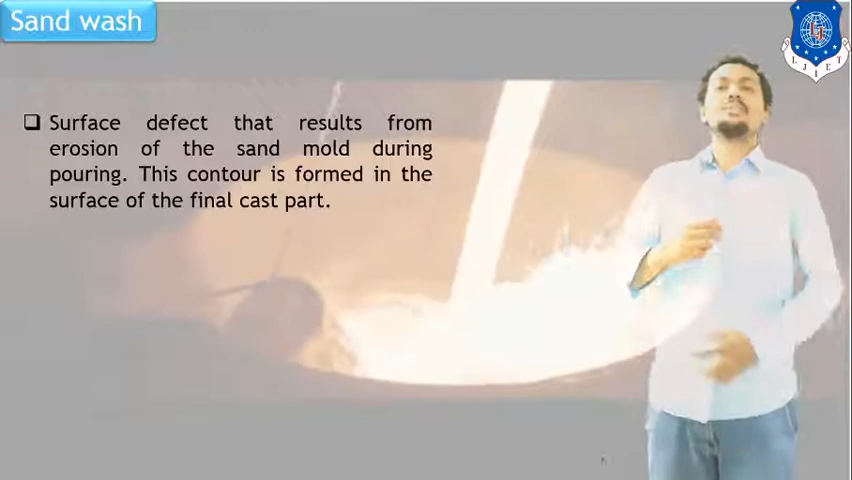 Sand wash
Surface defect that results from
erosion of the sand mold during
pouring. This contour is formed in the
surface of the final cast part.
L J I E T